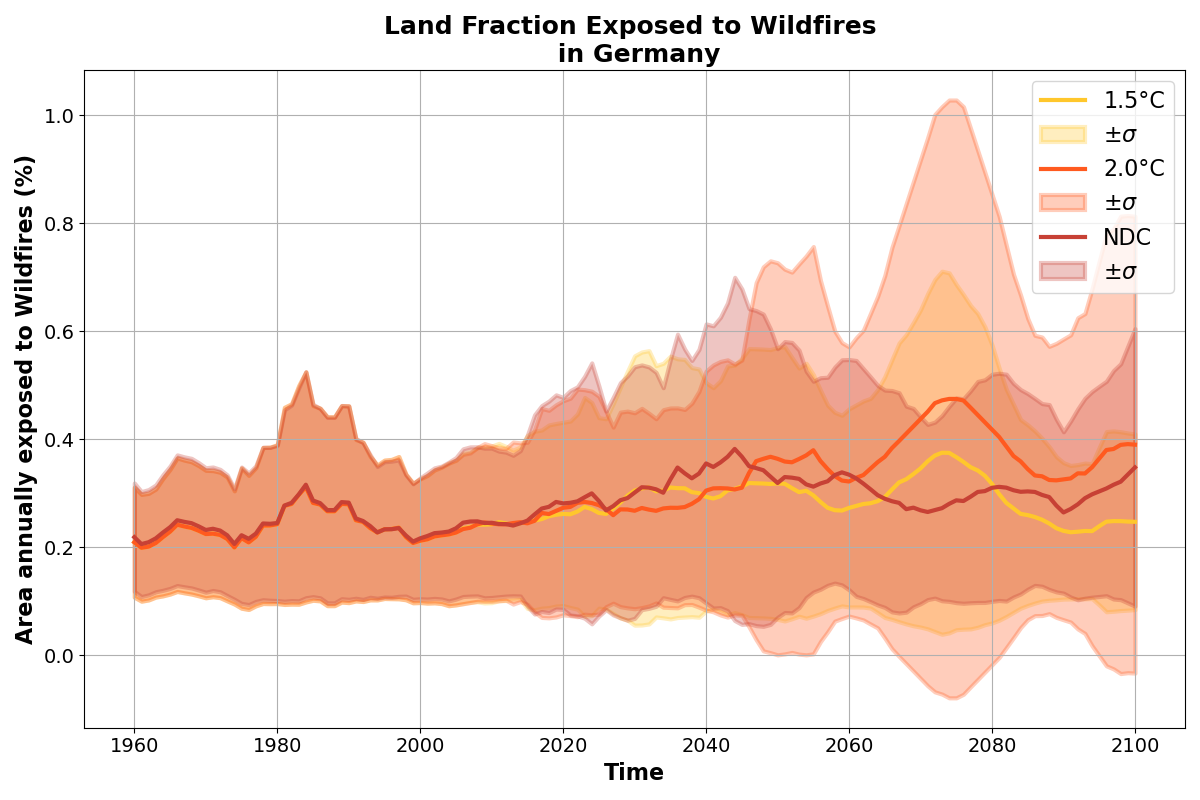 Land Fraction Exposed to Wildfires
in Germany
Area annually exposed to Wildfires (%)
1.0
0.8
0.6
0.4
0.2
0.0
1960
1980
2000
2020
2040
2060
2080
2100
Time
1.5°C
±σ
2.0°C
±σ
NDC
±σ